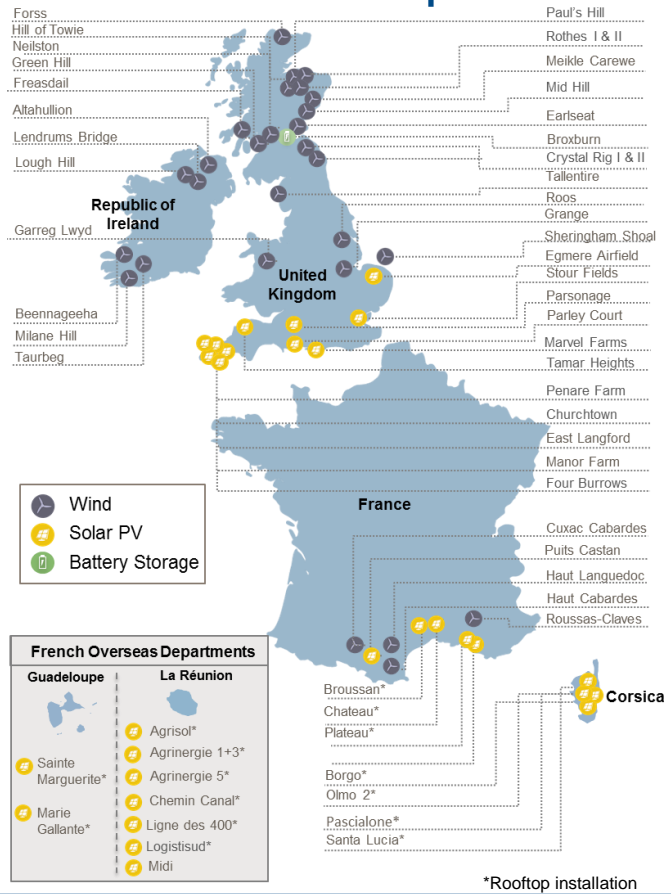 Forss
Hill of Towie
Neilston
Green Hill
Freasdail
Altahullion
Lendrums Bridge
Lough Hill
Republic of
Ireland
Garreg Lwyd
Beennageeha
Milane Hill
Taurbeg
United
Kingdom
Paul's Hill
Rothes I & II
Meikle Carewe
Mid Hill
Earlseat
Broxburn
Crystal Rig I & II
Tallentire
Roos
Grange
Sheringham Shoal
Egmere Airfield
Stour Fields
Parsonage
Parley Court
Marvel Farms
Tamar Heights
Penare Farm
Churchtown
East Langford
Manor Farm
Four Burrows
Wind
Solar PV
Battery Storage
France
Cuxac Cabardes
Puits Castan
Haut Languedoc
Haut Cabardes
Roussas-Claves
French Overseas Departments
Guadeloupe
La Réunion
Sainte
Marguerite*
Marie
Gallante*
Agrisol*
Agrinergie 1+3*
Agrinergie 5*
Chemin Canal*
Ligne des 400*
Logistisud*
Midi
Broussan*
Chateau*
Plateau*
Borgo*
Olmo 2*
Pascialone*
Santa Lucia*
Corsica
*Rooftop installation